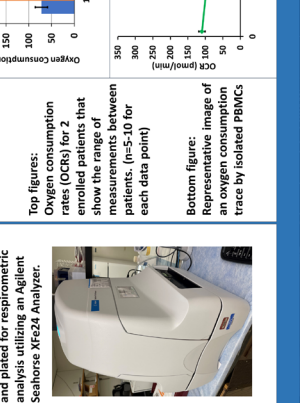 and plated for respirometric
analysis utilizing an Agilent
Seahorse XFe24 Analyzer.
Top figures:
Oxygen consumption
rates (OCRs) for 2
enrolled patients that
show the range of
measurements between
patients. (n=5-10 for
each data point)
Bottom figure:
Representative image of
an oxygen consumption
trace by isolated PBMCs
Oxygen Consumption
150
100
50
0
OCR (pmol/min)
350
300
250
200
150
100
50
0
0